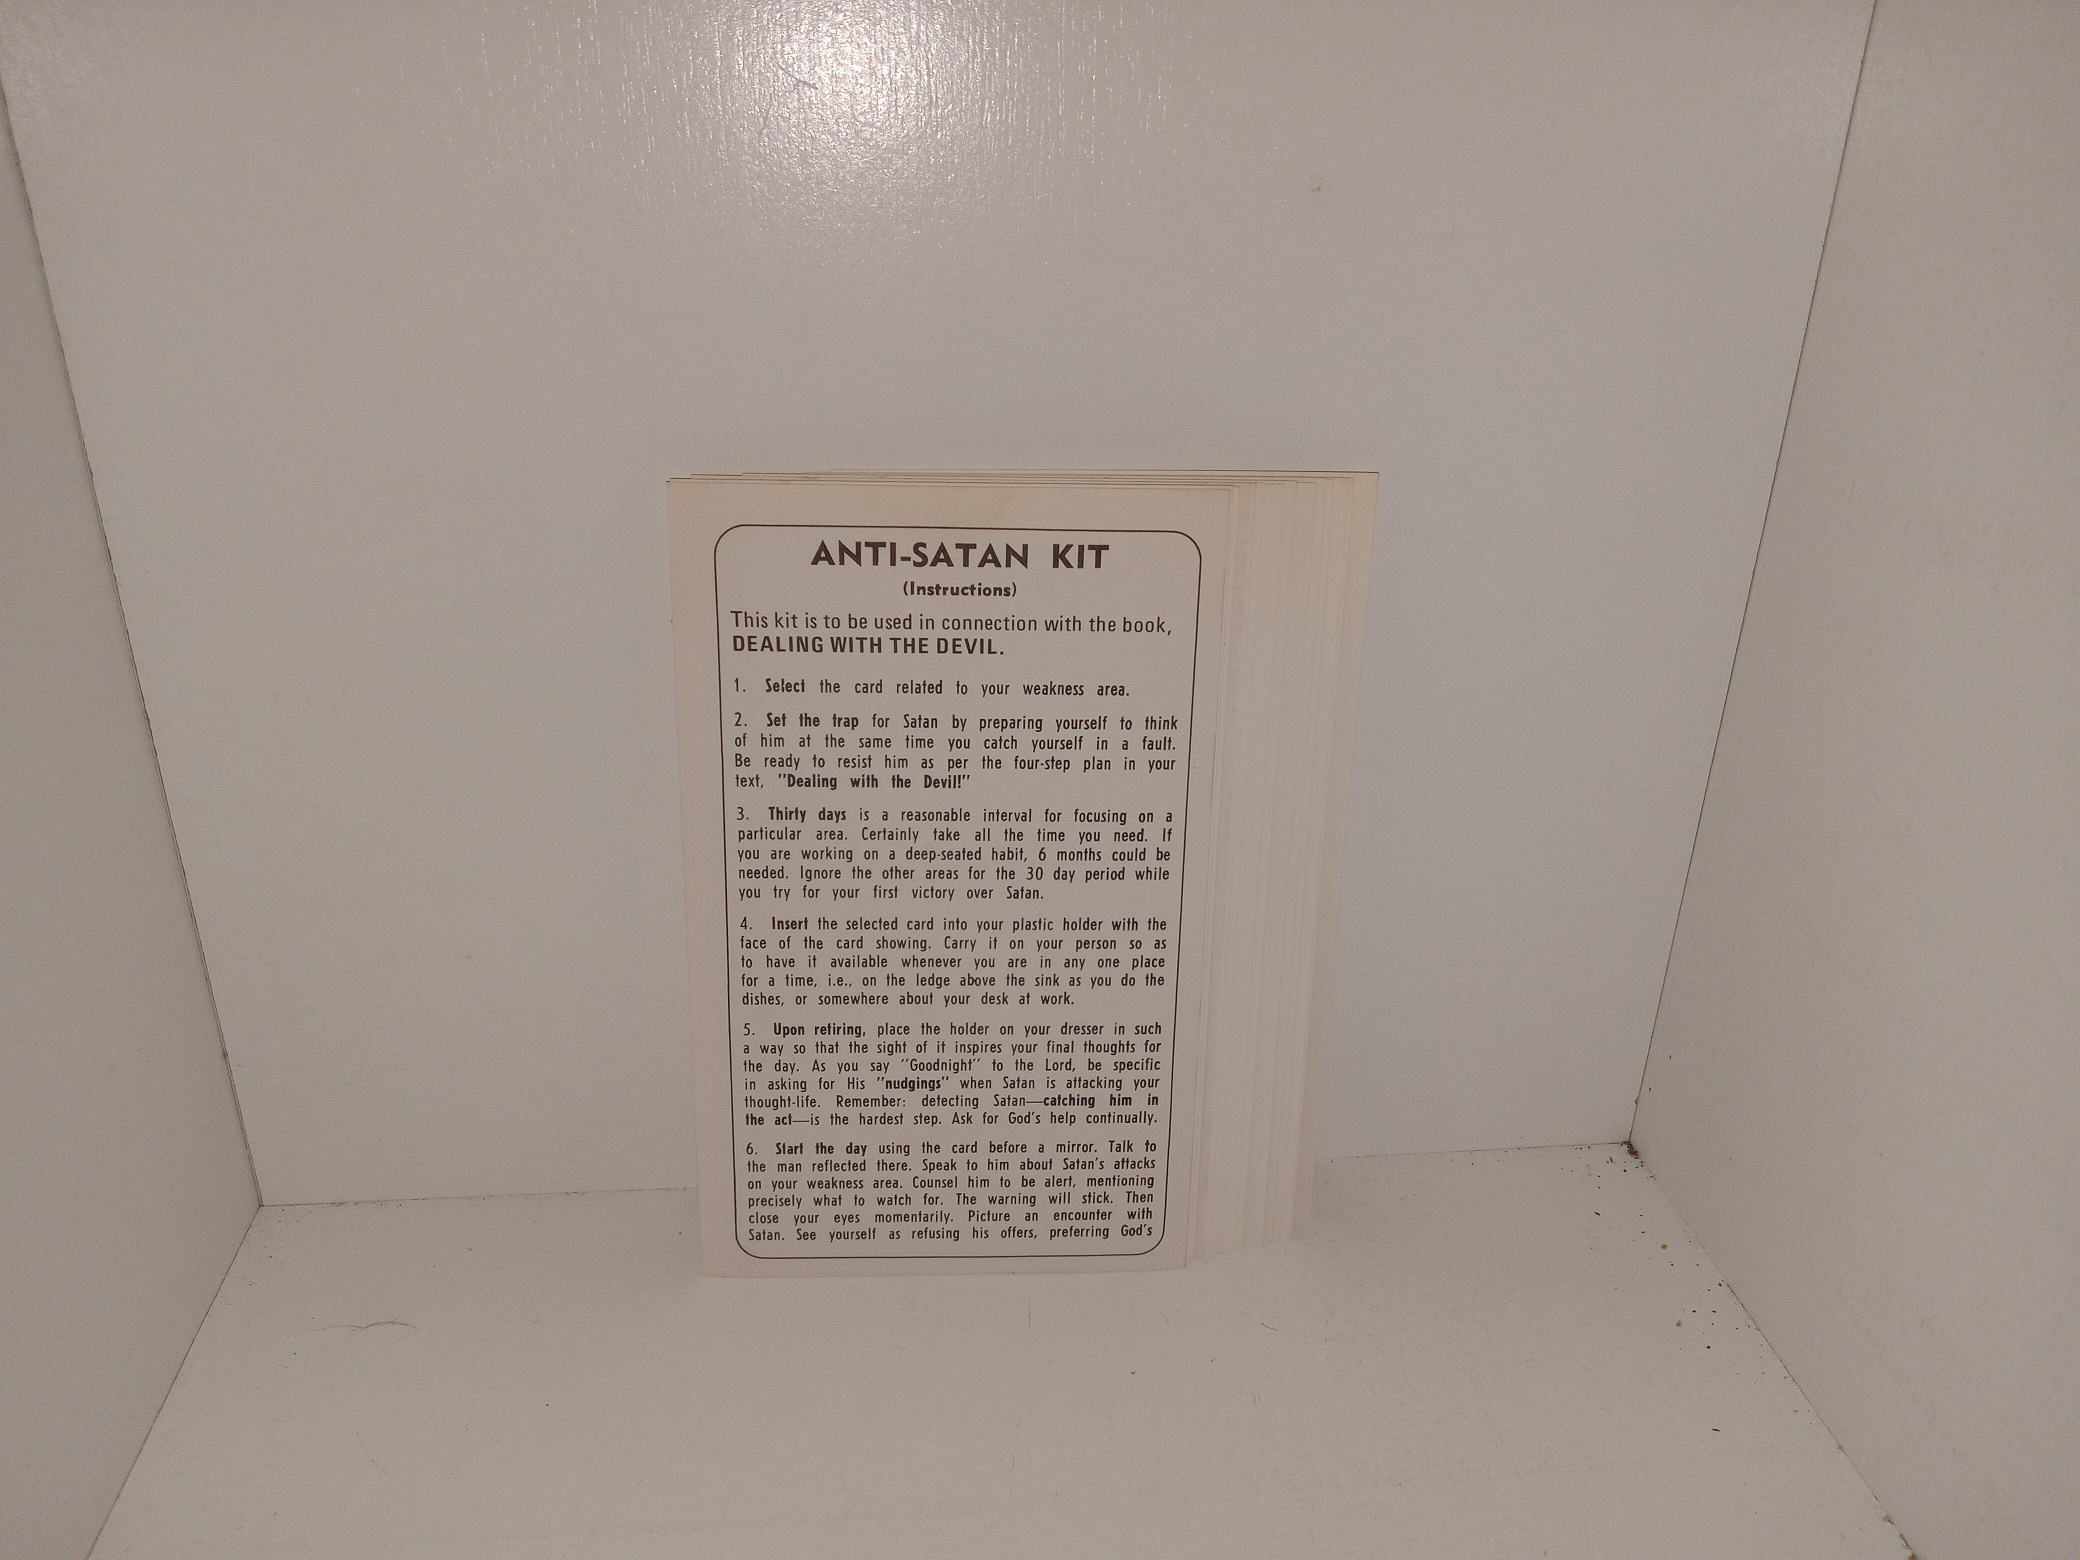 ANTI-SATAN KIT
(Instructions)
This kit is to be used in connection with the book,
DEALING WITH THE DEVIL.
1. Select the card related to your weakness area.
2. Set the trap for Satan by preparing yourself to think
of him at the same time you catch yourself in a fault.
Be ready to resist him as per the four-step plan in your
text, "Dealing with the Devil!"
3. Thirty days is a reasonable interval for focusing on a
particular area. Certainly take all the time you need. If
you are working on a deep-seated habit, 6 months could be
needed. Ignore the other areas for the 30 day period while
you try for your first victory over Satan.
4. Insert the selected card into your plastic holder with the
face of the card showing. Carry it on your person so as
to have it available whenever you are in any one place
for a time, i.e., on the ledge above the sink as you do the
dishes, or somewhere about your desk at work.
5. Upon retiring, place the holder on your dresser in such
a way so that the sight of it inspires your final thoughts for
the day. As you say "Goodnight" to the Lord, be specific
in asking for His "nudgings" when Satan is attacking your
thought-life. Remember: detecting Satan—catching him in
the act—is the hardest step. Ask for God's help continually.
6. Start the day using the card before a mirror. Talk to
the man reflected there. Speak to him about Satan's attacks
on your weakness area. Counsel him to be alert, mentioning
precisely what to watch for. The warning will stick. Then
close your eyes momentarily. Picture an encounter with
Satan. See yourself as refusing his offers, preferring God's